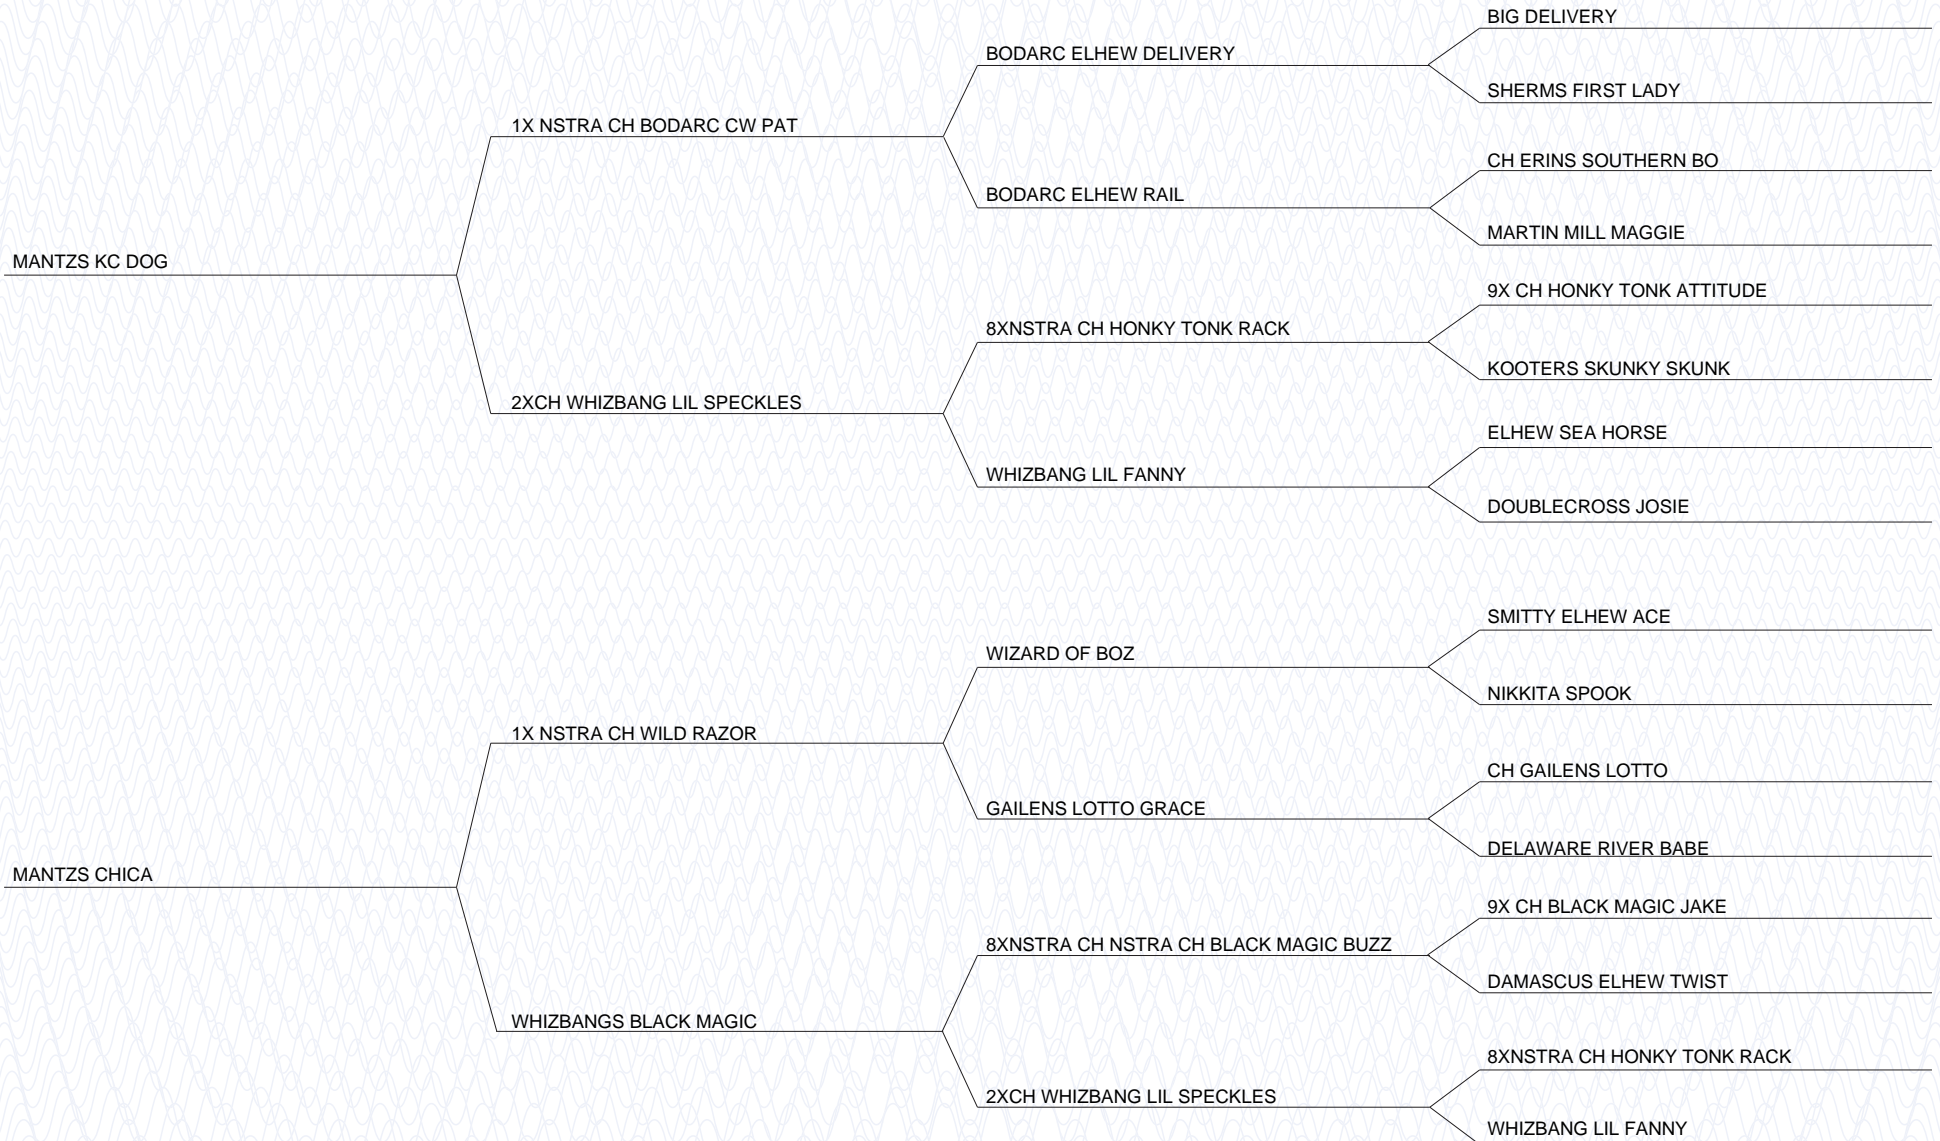 BIG DELIVERY
BODARC ELHEW DELIVERY
SHERMS FIRST LADY
1X NSTRA CH BODARC CW PAT
CH ERINS SOUTHERN BO
BODARC ELHEW RAIL
MARTIN MILL MAGGIE
MANTZS KC DOG
9X CH HONKY TONK ATTITUDE
8XNSTRA CH HONKY TONK RACK
KOOTERS SKUNKY SKUNK
2XCH WHIZBANG LIL SPECKLES
ELHEW SEA HORSE
WHIZBANG LIL FANNY
DOUBLECROSS JOSIE
SMITTY ELHEW ACE
WIZARD OF BOZ
NIKKITA SPOOK
1X NSTRA CH WILD RAZOR
CH GAILENS LOTTO
GAILENS LOTTO GRACE
DELAWARE RIVER BABE
MANTZS CHICA
9X CH BLACK MAGIC JAKE
8XNSTRA CH NSTRA CH BLACK MAGIC BUZZ
DAMASCUS ELHEW TWIST
WHIZBANGS BLACK MAGIC
8XNSTRA CH HONKY TONK RACK
2XCH WHIZBANG LIL SPECKLES
WHIZBANG LIL FANNY